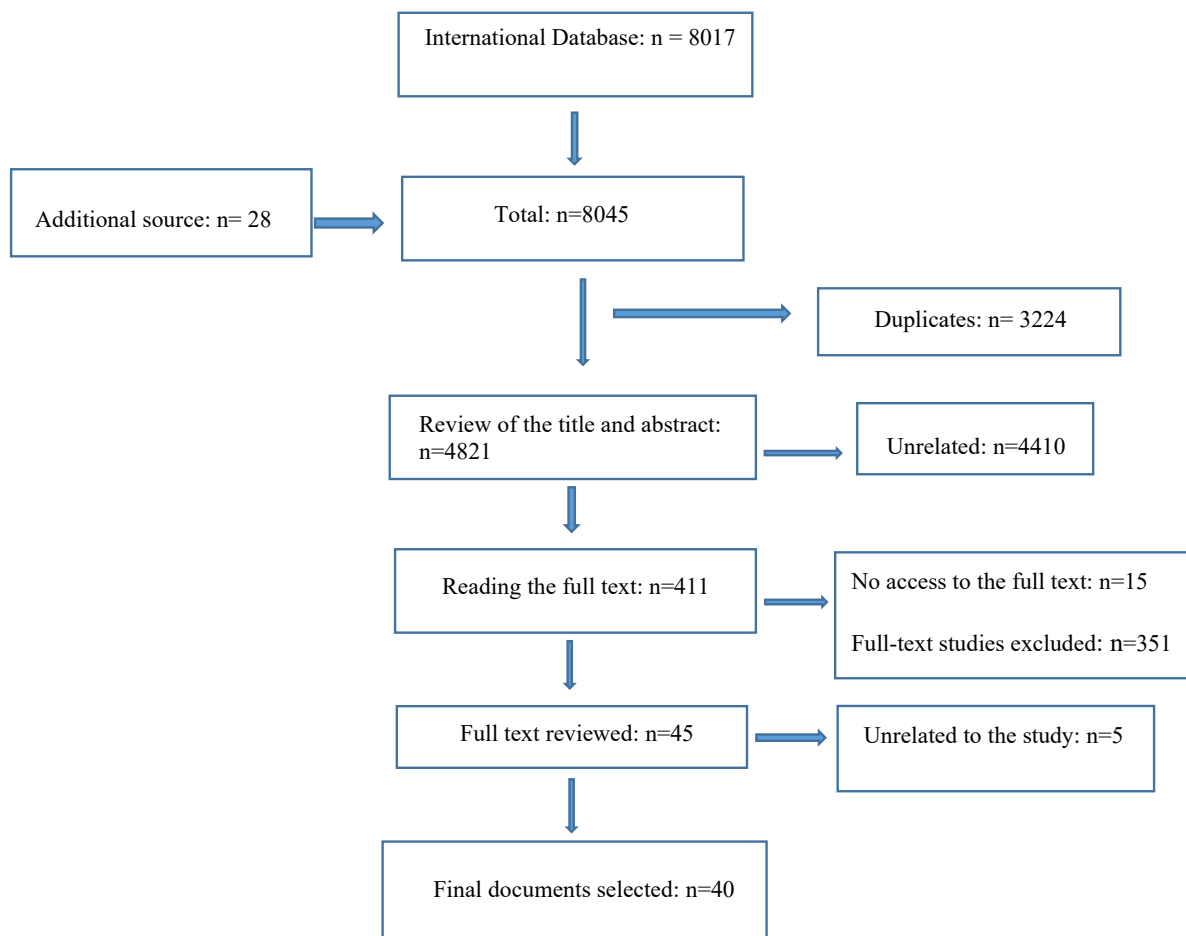 International Database: n = 8017
Additional source: n= 28
Total: n=8045
Duplicates: n= 3224
Review of the title and abstract:
n=4821
Unrelated: n=4410
Reading the full text: n=411
No access to the full text: n=15
Full-text studies excluded: n=351
Full text reviewed: n=45
Unrelated to the study: n=5
Final documents selected: n=40